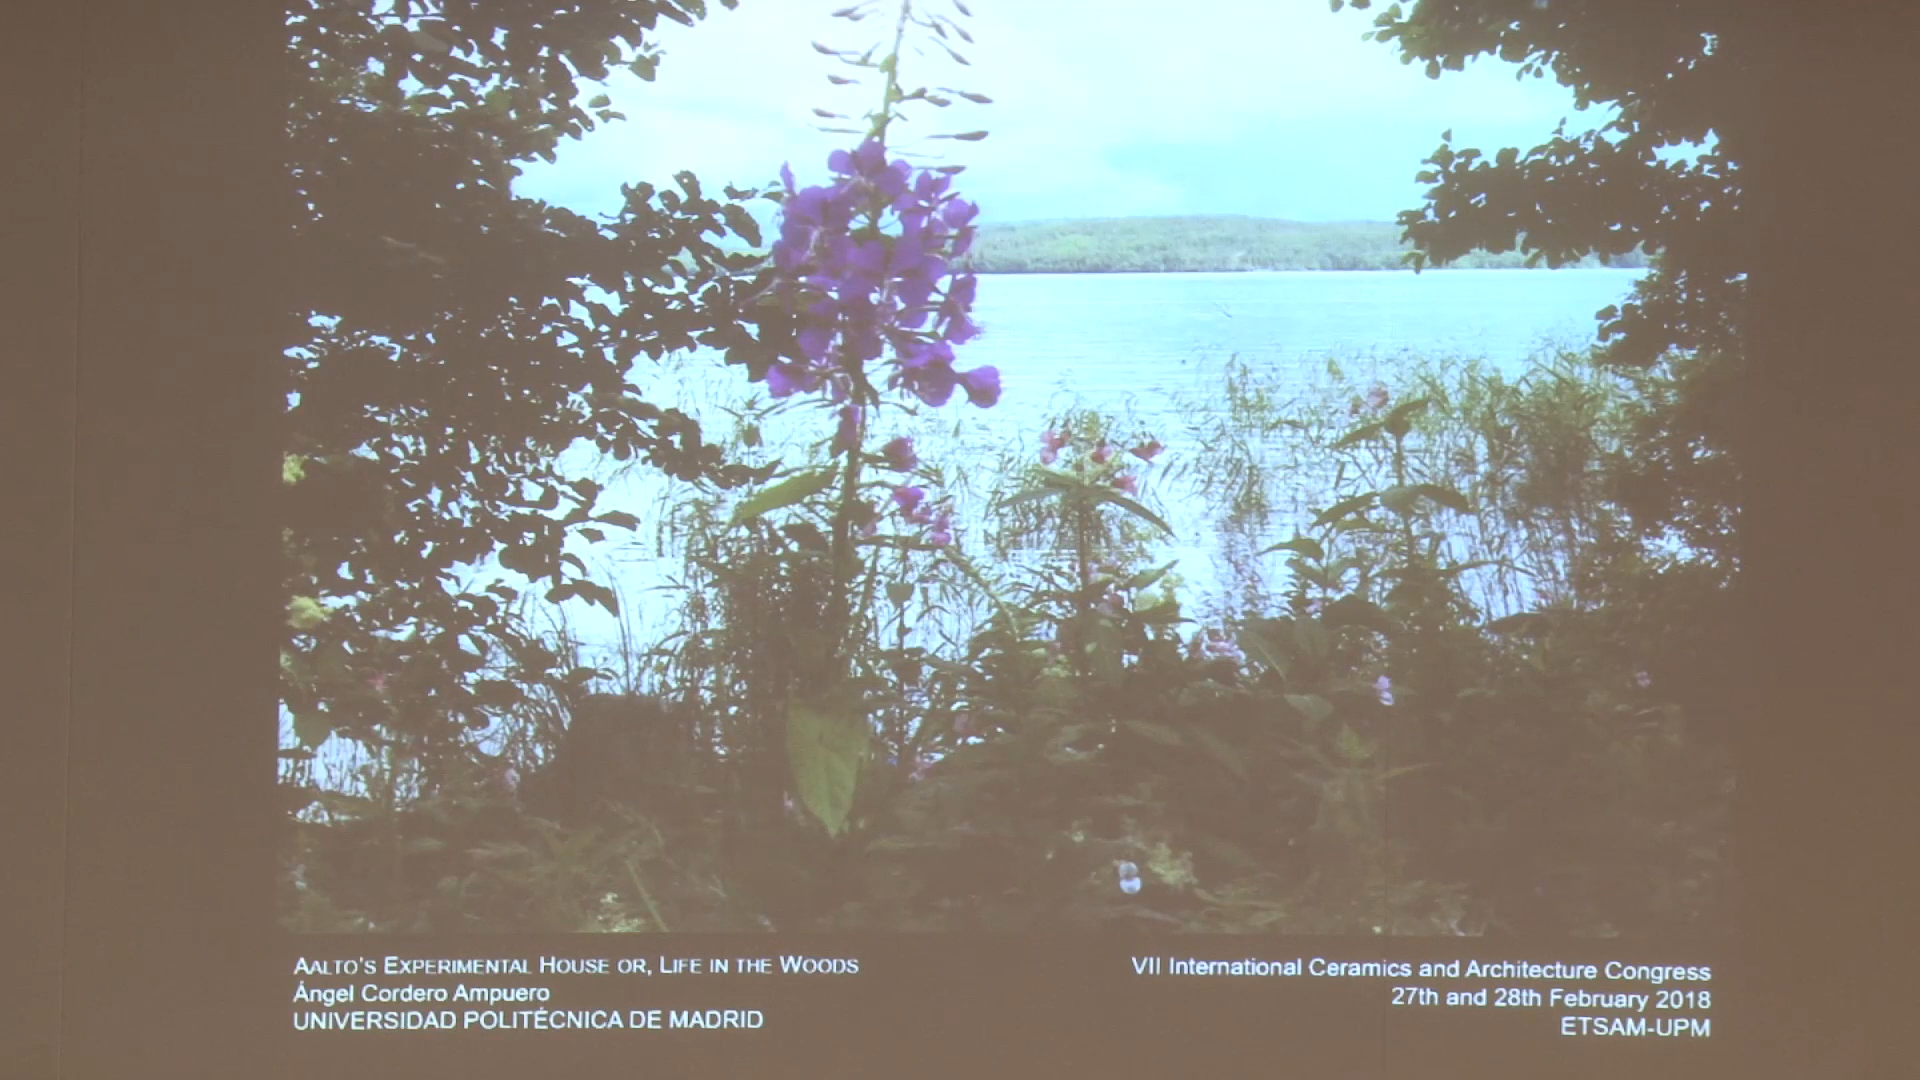 AALTO'S EXPERIMENTAL HOUSE OR, LIFE IN THE WOODS
Ángel Cordero Ampuero
UNIVERSIDAD POLITÉCNICA DE MADRID
VII International Ceramics and Architecture Congress
27th and 28th February 2018
ETSAM-UPM